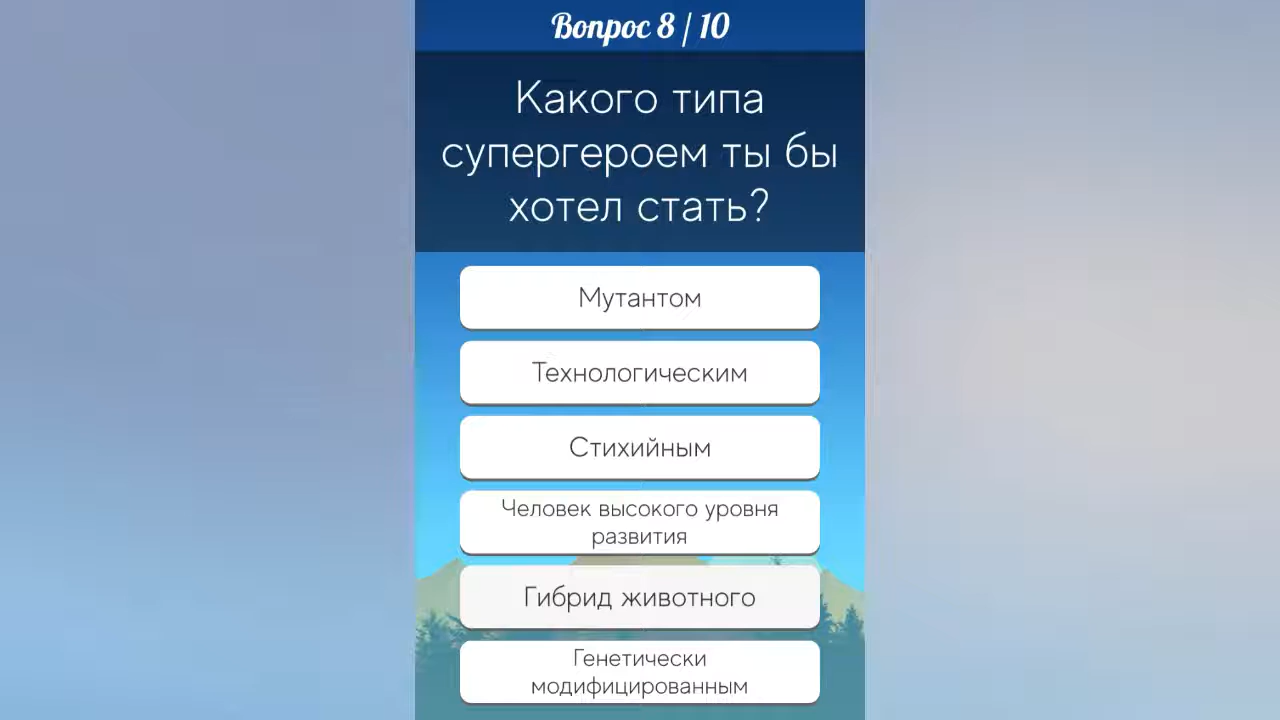 Вопрос 8 / 10
Какого типа
супергероем ты бы
хотел стать?
Мутантом
Технологическим
Стихийным
Человек высокого уровня
развития
Гибрид животного
Генетически
модифицированным